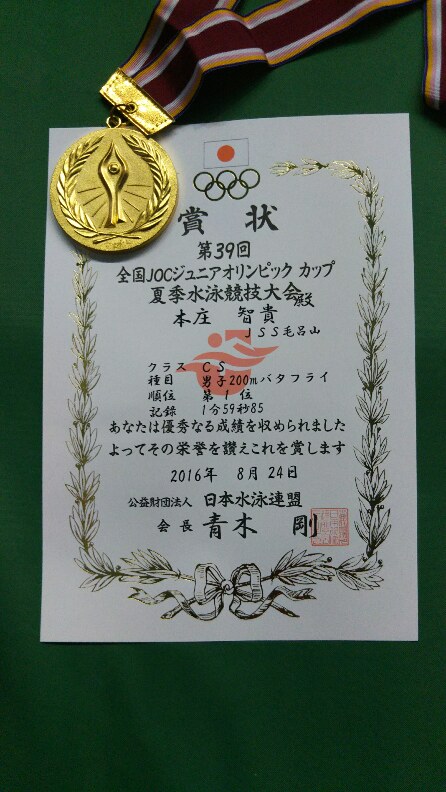 賞状
第39回
全国JOCジュニアオリンピック カップ
夏季水泳競技大会
殿
本庄 智貴
JSS毛呂山
クラス CS
種目 男子200mバタフライ
順位 第1位
記録 1分59秒85
あなたは優秀なる成績を収められました
よってその栄誉を讃えこれを賞します
2016年 8月24日
公益財団法人 日本水泳連盟
会長 青木 剛